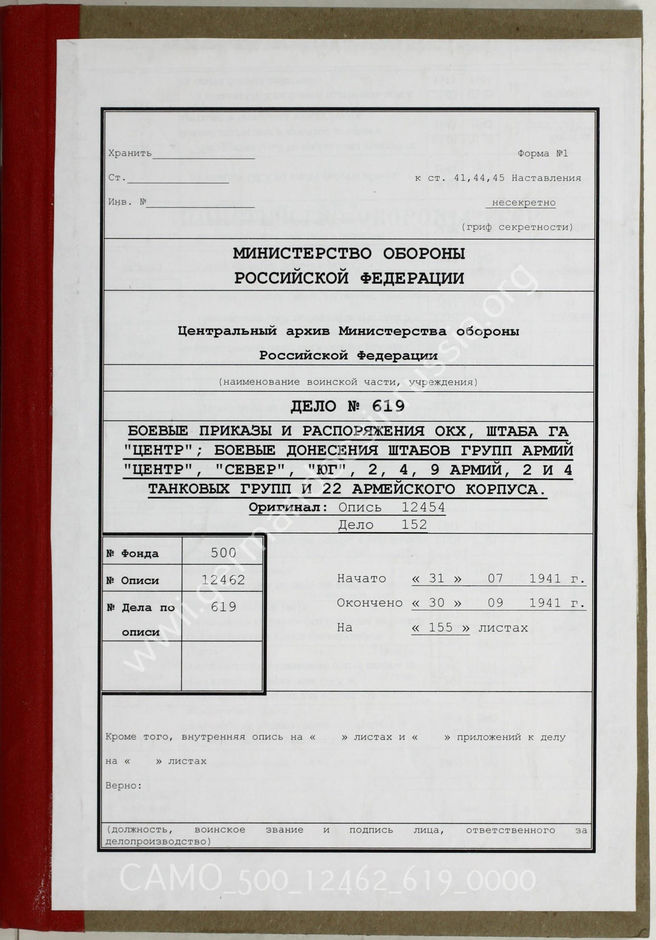 Хранить
Форма №1
Ст.
к ст. 41,44,45 Наставления
Инв. №
несекретно
(гриф секретности)
МИНИСТЕРСТВО ОБОРОНЫ
РОССИЙСКОЙ ФЕДЕРАЦИИ
Центральный архив Министерства обороны
Российской Федерации
(наименование воинской части, учреждения)
ДЕЛО № 619
БОЕВЫЕ ПРИКАЗЫ И РАСПОРЯЖЕНИЯ ОКХ, ШТАБА ГА
"ЦЕНТР"; БОЕВЫЕ ДОНЕСЕНИЯ ШТАБОВ ГРУПП АРМИЙ
"ЦЕНТР", "СЕВЕР", "ЮГ", 2, 4, 9 АРМИЙ, 2 И 4
ТАНКОВЫХ ГРУПП И 22 АРМЕЙСКОГО КОРПУСА.
Оригинал: Опись 12454
Дело 152
№ Фонда 500
№ Описи 12462
№ Дела по описи 619
Начато « 31 » 07 1941 г.
Окончено « 30 » 09 1941 г.
На « 155 » листах
Кроме того, внутренняя опись на « » листах и « » приложений к делу
на « » листах
Верно:
(должность, воинское звание и подпись лица, ответственного за
делопроизводство)
CAMO_500_12462_619_0000